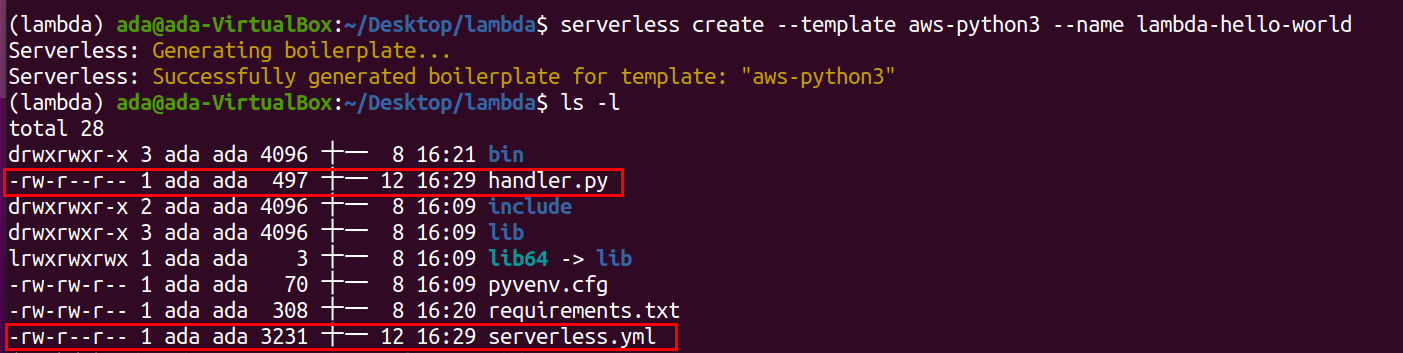 (lambda) ada@ada-VirtualBox:~/Desktop/lambda$ serverless create --template aws-python3 --name lambda-hello-world
Serverless: Generating boilerplate...
Serverless: Successfully generated boilerplate for template: "aws-python3"
(lambda) ada@ada-VirtualBox:~/Desktop/lambda$ ls -l
total 28
drwxrwxr-x 3 ada ada 4096 十一  8 16:21 bin
-rw-r--r-- 1 ada ada  497 十一 12 16:29 handler.py
drwxrwxr-x 2 ada ada 4096 十一  8 16:09 include
drwxrwxr-x 3 ada ada 4096 十一  8 16:09 lib
lrwxrwxrwx 1 ada ada    3 十一  8 16:09 lib64 -> lib
-rw-rw-r-- 1 ada ada   70 十一  8 16:09 pyvenv.cfg
-rw-rw-r-- 1 ada ada  308 十一  8 16:20 requirements.txt
-rw-r--r-- 1 ada ada 3231 十一 12 16:29 serverless.yml